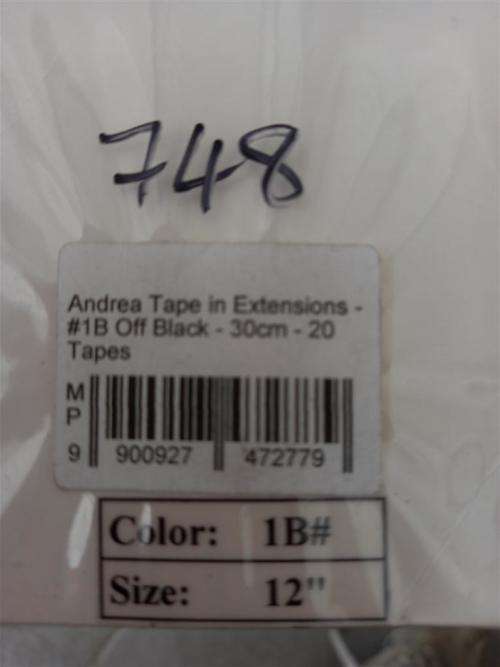 748
Andrea Tape in Extensions -
#1B Off Black - 30cm - 20
Tapes
M
P
9 900927 472779
Color: 1B#
Size: 12"